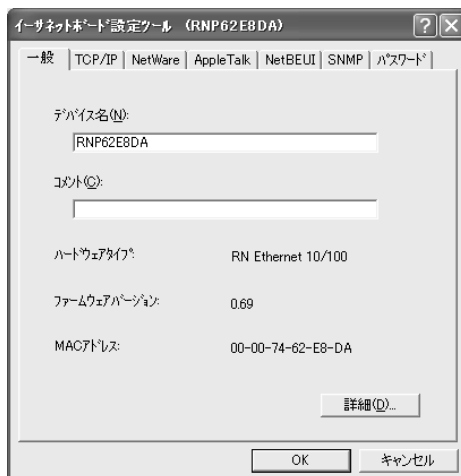 イーサネットボード設定ツール (RNP62E8DA)
一般 TCP/IP NetWare AppleTalk NetBEUI SNMP パスワード
デバイス名(N):
RNP62E8DA
コメント(C):
ハードウェアタイプ: RN Ethernet 10/100
ファームウェアバージョン: 0.69
MACアドレス: 00-00-74-62-E8-DA
詳細(D)...
OK キャンセル